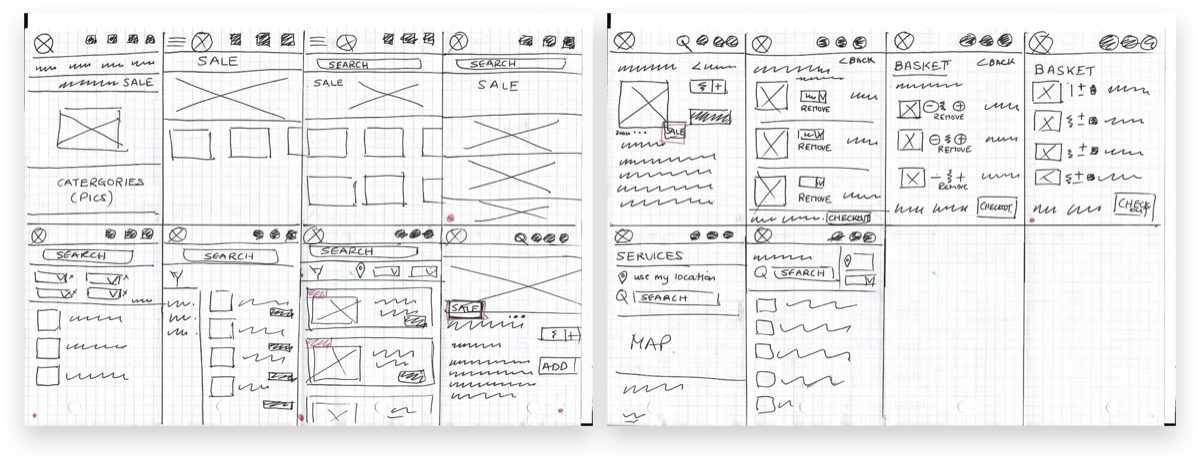 SALE
CATERGORIES
(PICS)
SALE
SEARCH
SALE
SEARCH
SALE
SEARCH
SEARCH
SEARCH
SALE
ADD
SALE
<BACK
REMOVE
REMOVE
REMOVE
CHECKOUT
BASKET
<BACK
REMOVE
REMOVE
Remove
CHECKOUT
BASKET
CHECK
OUT
SERVICES
use my location
SEARCH
MAP.
SEARCH